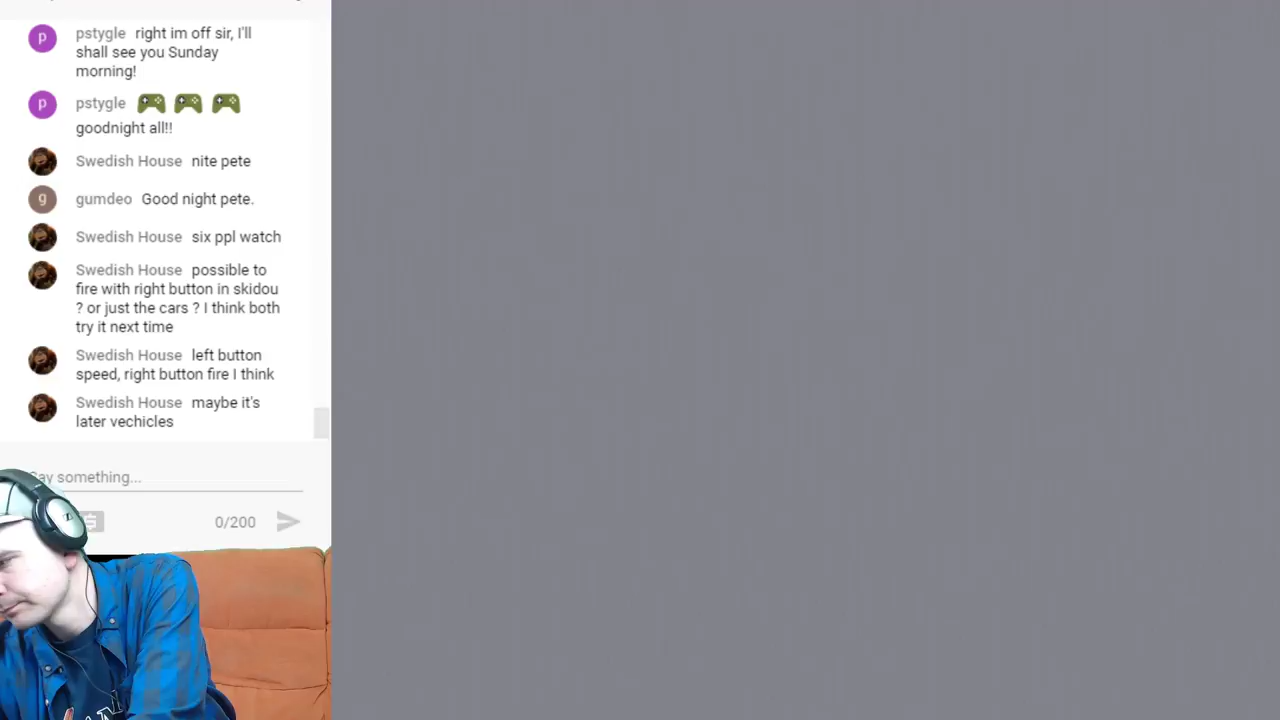 p pstygle right im off sir, I'll
shall see you Sunday
morning!
p pstygle
goodnight all!!
Swedish House nite pete
g gumdeo Good night pete.
Swedish House six ppl watch
Swedish House possible to
fire with right button in skidou
? or just the cars ? I think both
try it next time
Swedish House left button
speed, right button fire I think
Swedish House maybe it's
later vechicles
Say something...
0/200